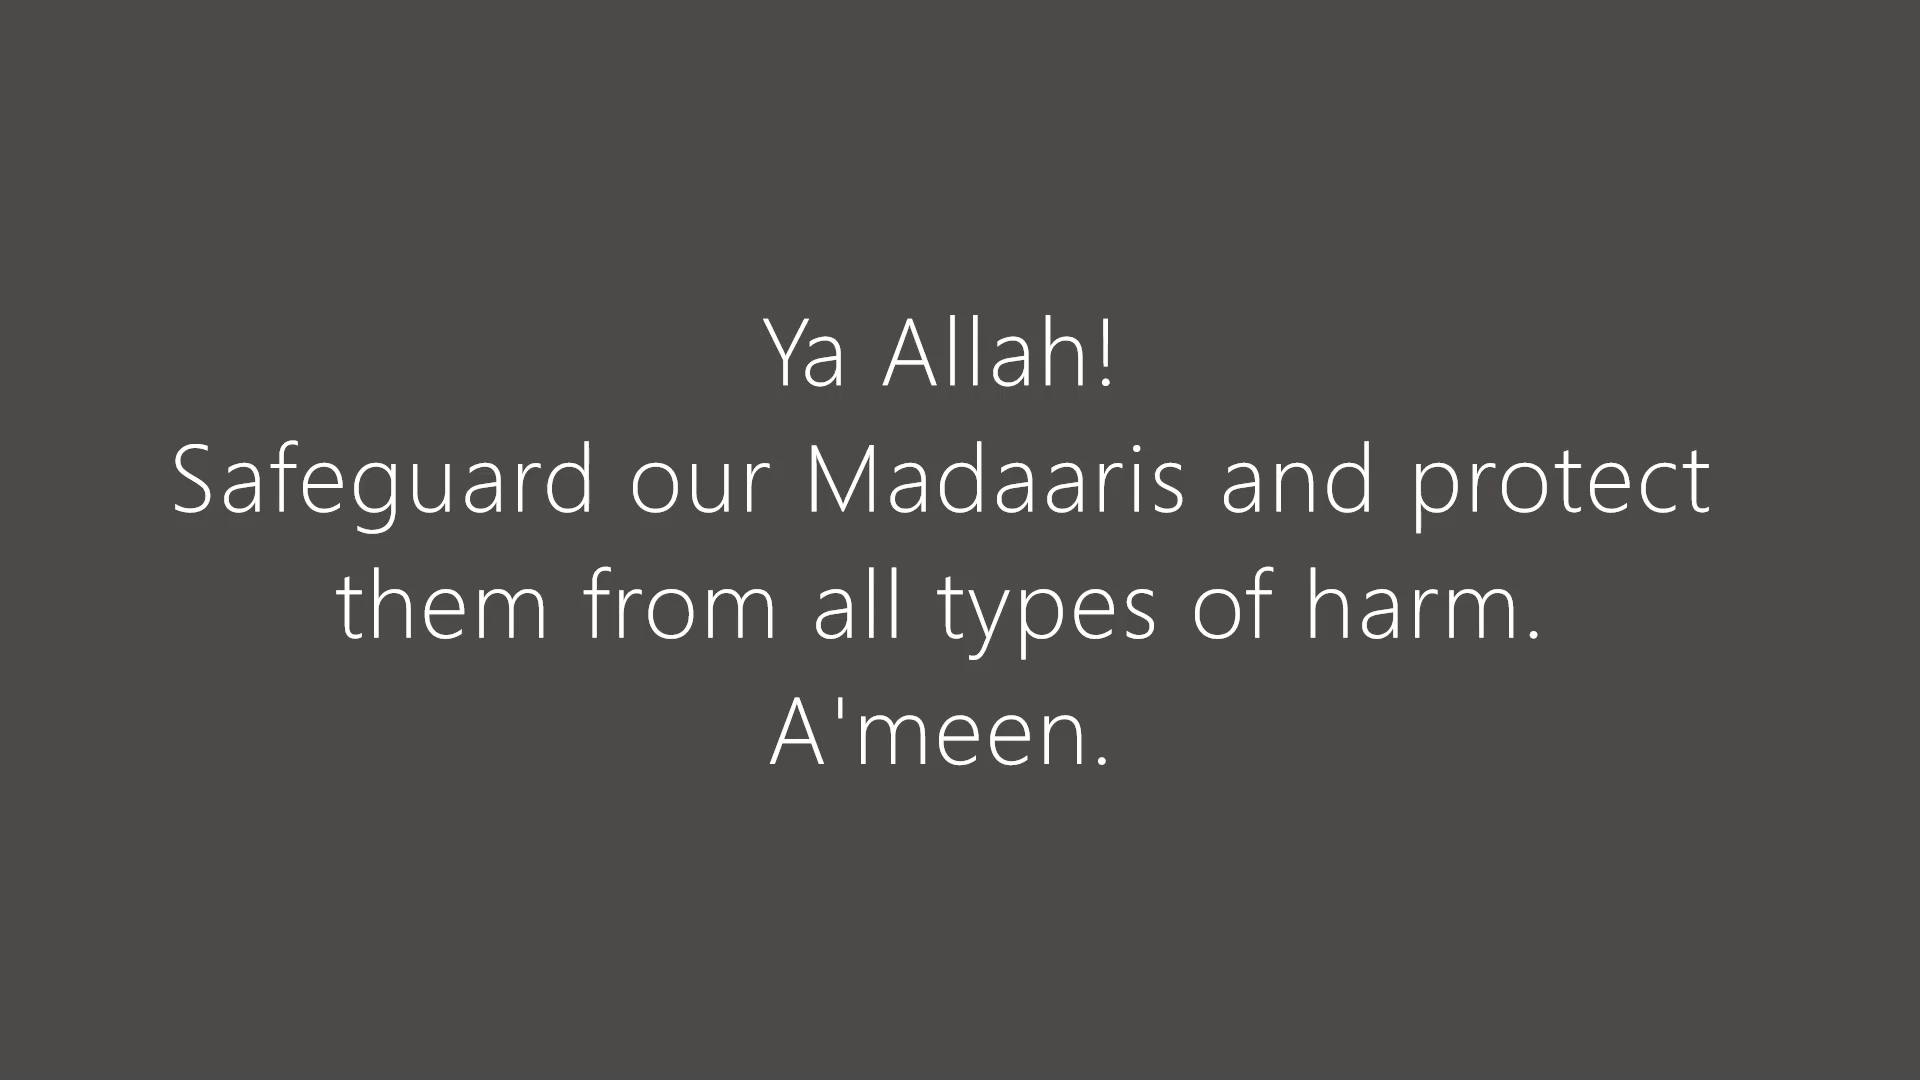 Ya Allah!
Safeguard our Madaaris and protect
them from all types of harm.
A'meen.